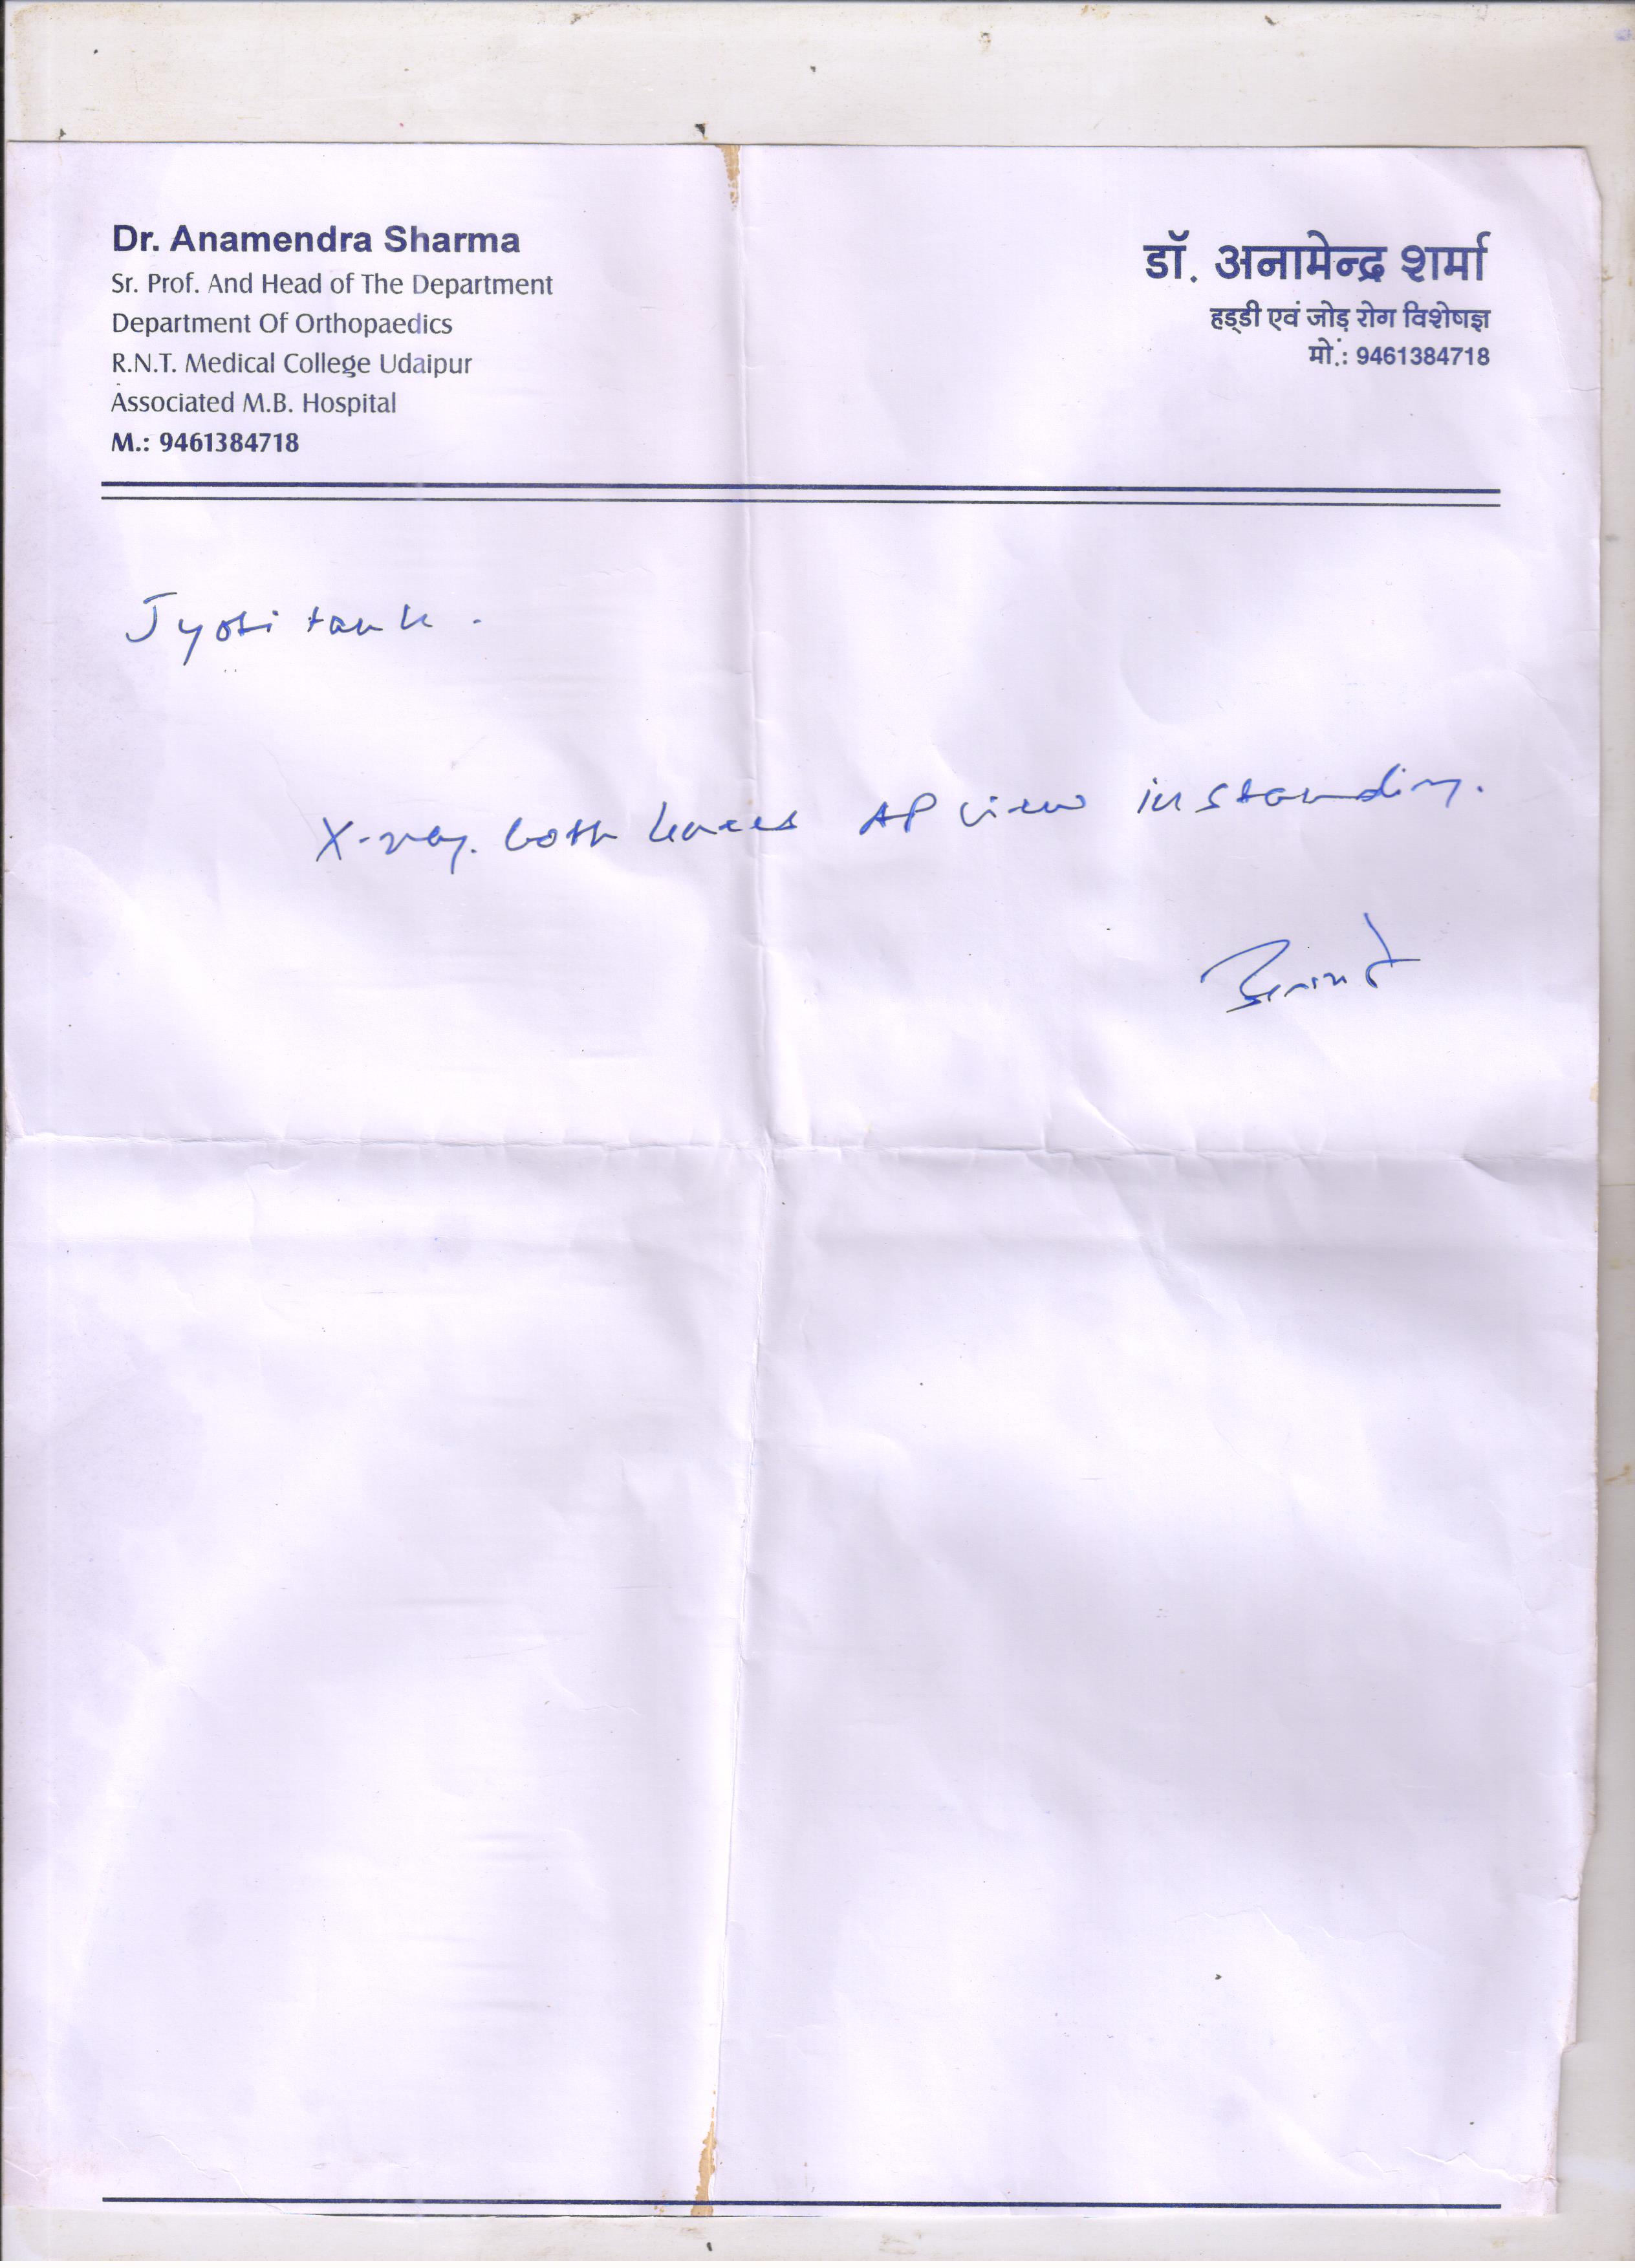 Dr. Anamendra Sharma
Sr. Prof. And Head of The Department
Department Of Orthopaedics
R.N.T. Medical College Udaipur
Associated M.B. Hospital
M.: 9461384718
डॉ. अनामेन्द्र शर्मा
हड्डी एवं जोड़ रोग विशेषज्ञ
मो.: 9461384718
Jyoti tank.
X-ray. both knees AP view in standing.